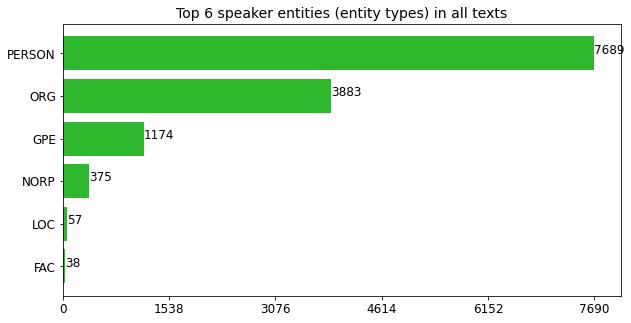 Top 6 speaker entities (entity types) in all texts
PERSON 7689
ORG 3883
GPE 1174
NORP 375
LOC 57
FAC 38
0 1538 3076 4614 6152 7690